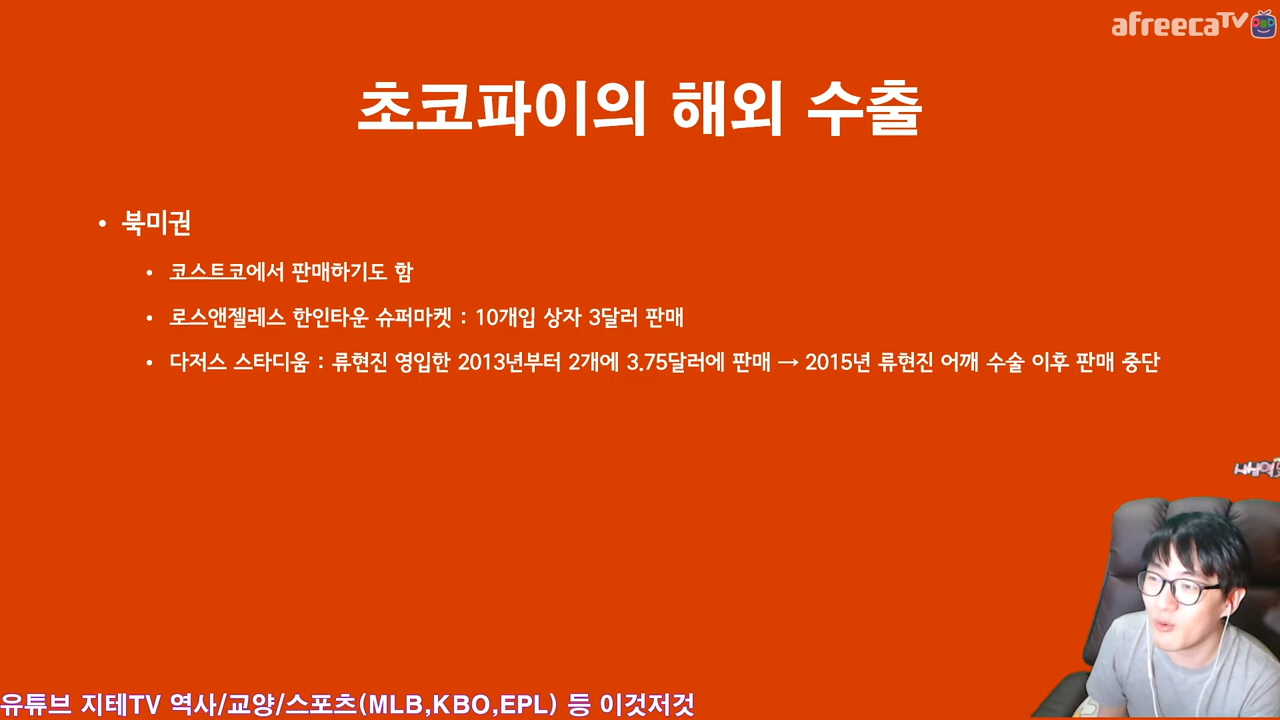 afreecaTV
초코파이의 해외 수출
• 북미권
• 코스트코에서 판매하기도 함
• 로스앤젤레스 한인타운 슈퍼마켓 : 10개입 상자 3달러 판매
• 다저스 스타디움 : 류현진 영입한 2013년부터 2개에 3.75달러에 판매 → 2015년 류현진 어깨 수술 이후 판매 중단
유튜브 지테TV 역사/교양/스포츠(MLB,KBO,EPL) 등 이것저것